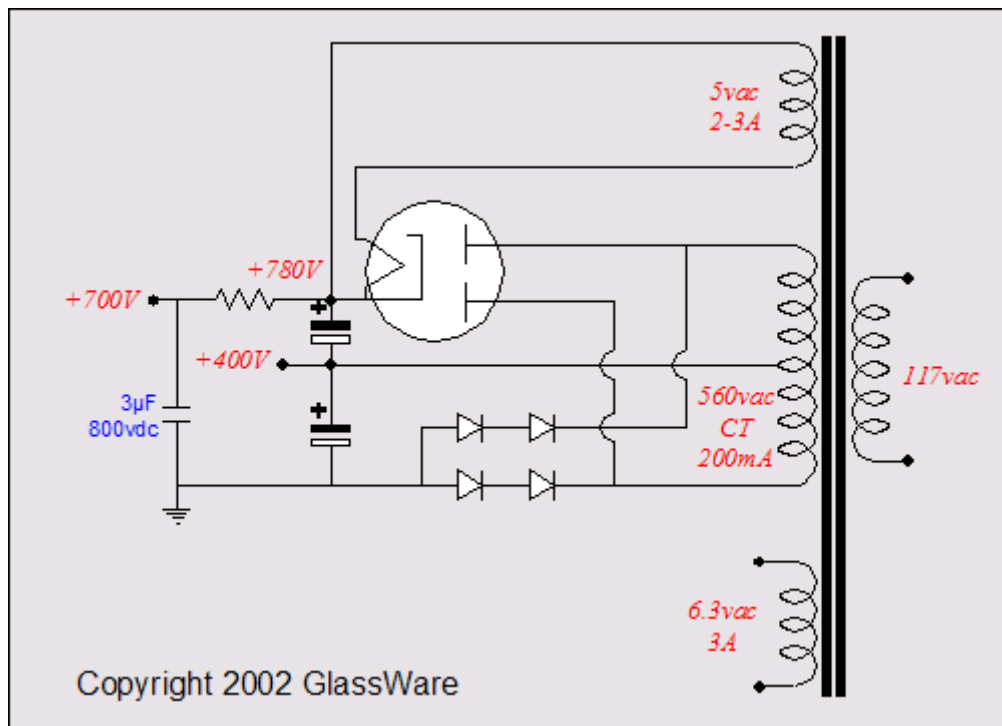 5vac
2-3A
+780V
+700V
+400V
3µF
800vdc
560vac
CT
200mA
117vac
6.3vac
3A
Copyright 2002 GlassWare